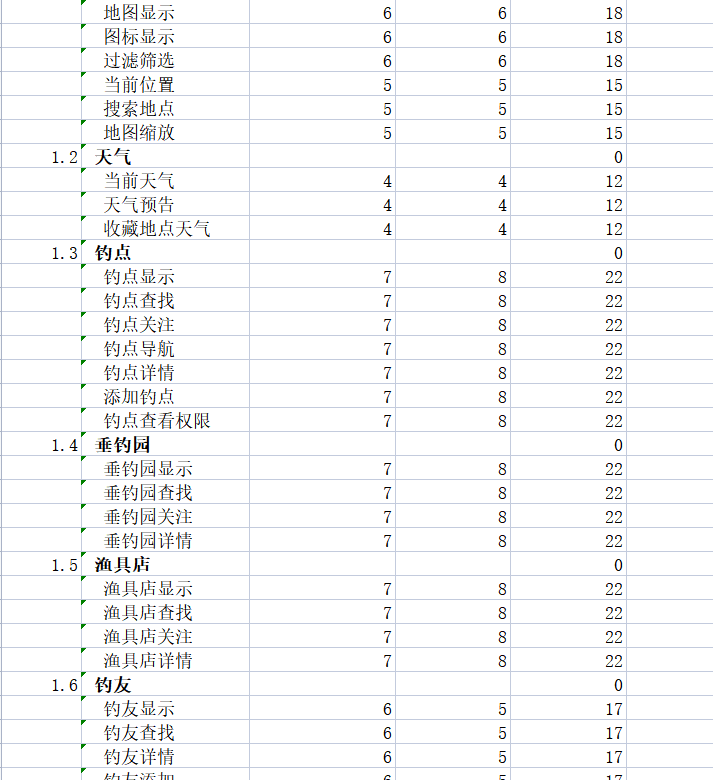 地图显示 6 6 18
图标显示 6 6 18
过滤筛选 6 6 18
当前位置 5 5 15
搜索地点 5 5 15
地图缩放 5 5 15
1.2 天气 0
当前天气 4 4 12
天气预告 4 4 12
收藏地点天气 4 4 12
1.3 钓点 0
钓点显示 7 8 22
钓点查找 7 8 22
钓点关注 7 8 22
钓点导航 7 8 22
钓点详情 7 8 22
添加钓点 7 8 22
钓点查看权限 7 8 22
1.4 垂钓园 0
垂钓园显示 7 8 22
垂钓园查找 7 8 22
垂钓园关注 7 8 22
垂钓园详情 7 8 22
1.5 渔具店 0
渔具店显示 7 8 22
渔具店查找 7 8 22
渔具店关注 7 8 22
渔具店详情 7 8 22
1.6 钓友 0
钓友显示 6 5 17
钓友查找 6 5 17
钓友详情 6 5 17
钓友添加 6 5 17